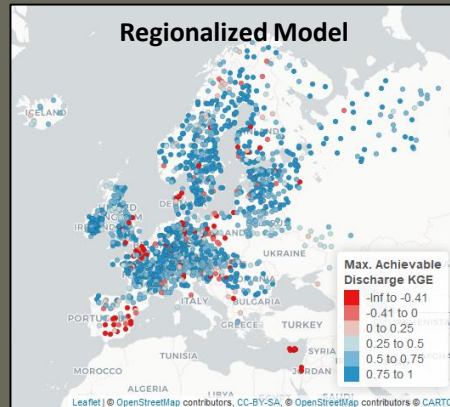 Regionalized Model
ICELAND
UKRAINE
ITALY
BULGARIA
GREECE
TURKEY
SYRIA
JORDAN
TUNISIA
MOROCCO
ALGERIA
LIBYA
Max. Achievable
Discharge KGE
-Inf to -0.41
-0.41 to 0
0 to 0.25
0.25 to 0.5
0.5 to 0.75
0.75 to 1
Leaflet | © OpenStreetMap contributors, CC-BY-SA, © OpenStreetMap contributors © CARTO